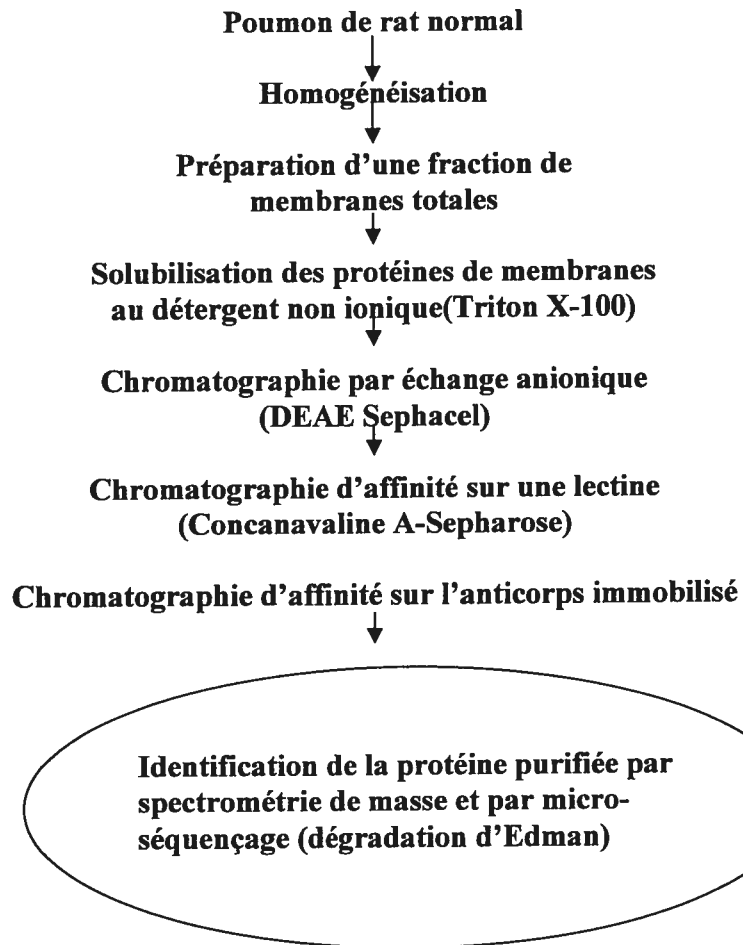 Poumon de rat normal
Homogénéisation
Préparation d'une fraction de
membranes totales
Solubilisation des protéines de membranes
au détergent non ionique(Triton X-100)
Chromatographie par échange anionique
(DEAE Sephacel)
Chromatographie d'affinité sur une lectine
(Concanavaline A-Sepharose)
Chromatographie d'affinité sur l'anticorps immobilisé
Identification de la protéine purifiée par
spectrométrie de masse et par micro-
séquençage (dégradation d'Edman)